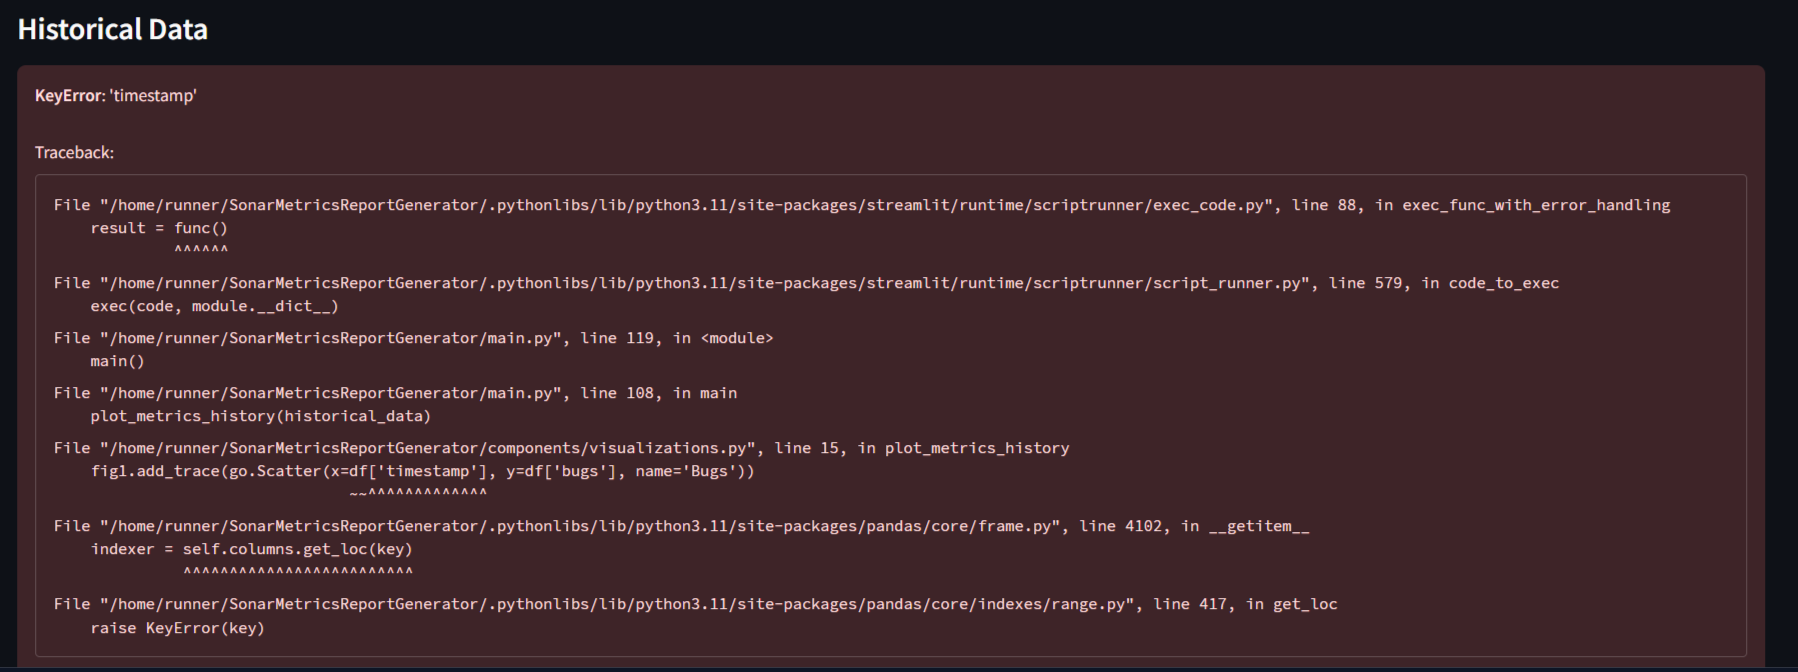 Historical Data
KeyError: 'timestamp'
Traceback:
File "/home/runner/SonarMetricsReportGenerator/.pythonlibs/lib/python3.11/site-packages/streamlit/runtime/scriptrunner/exec_code.py", line 88, in exec_func_with_error_handling
    result = func()
             ^^^^^^
File "/home/runner/SonarMetricsReportGenerator/.pythonlibs/lib/python3.11/site-packages/streamlit/runtime/scriptrunner/script_runner.py", line 579, in code_to_exec
    exec(code, module.__dict__)
File "/home/runner/SonarMetricsReportGenerator/main.py", line 119, in <module>
    main()
File "/home/runner/SonarMetricsReportGenerator/main.py", line 108, in main
    plot_metrics_history(historical_data)
File "/home/runner/SonarMetricsReportGenerator/components/visualizations.py", line 15, in plot_metrics_history
    fig1.add_trace(go.Scatter(x=df['timestamp'], y=df['bugs'], name='Bugs'))
                                ~~^^^^^^^^^^^^^
File "/home/runner/SonarMetricsReportGenerator/.pythonlibs/lib/python3.11/site-packages/pandas/core/frame.py", line 4102, in __getitem__
    indexer = self.columns.get_loc(key)
              ^^^^^^^^^^^^^^^^^^^^^^^^^
File "/home/runner/SonarMetricsReportGenerator/.pythonlibs/lib/python3.11/site-packages/pandas/core/indexes/range.py", line 417, in get_loc
    raise KeyError(key)